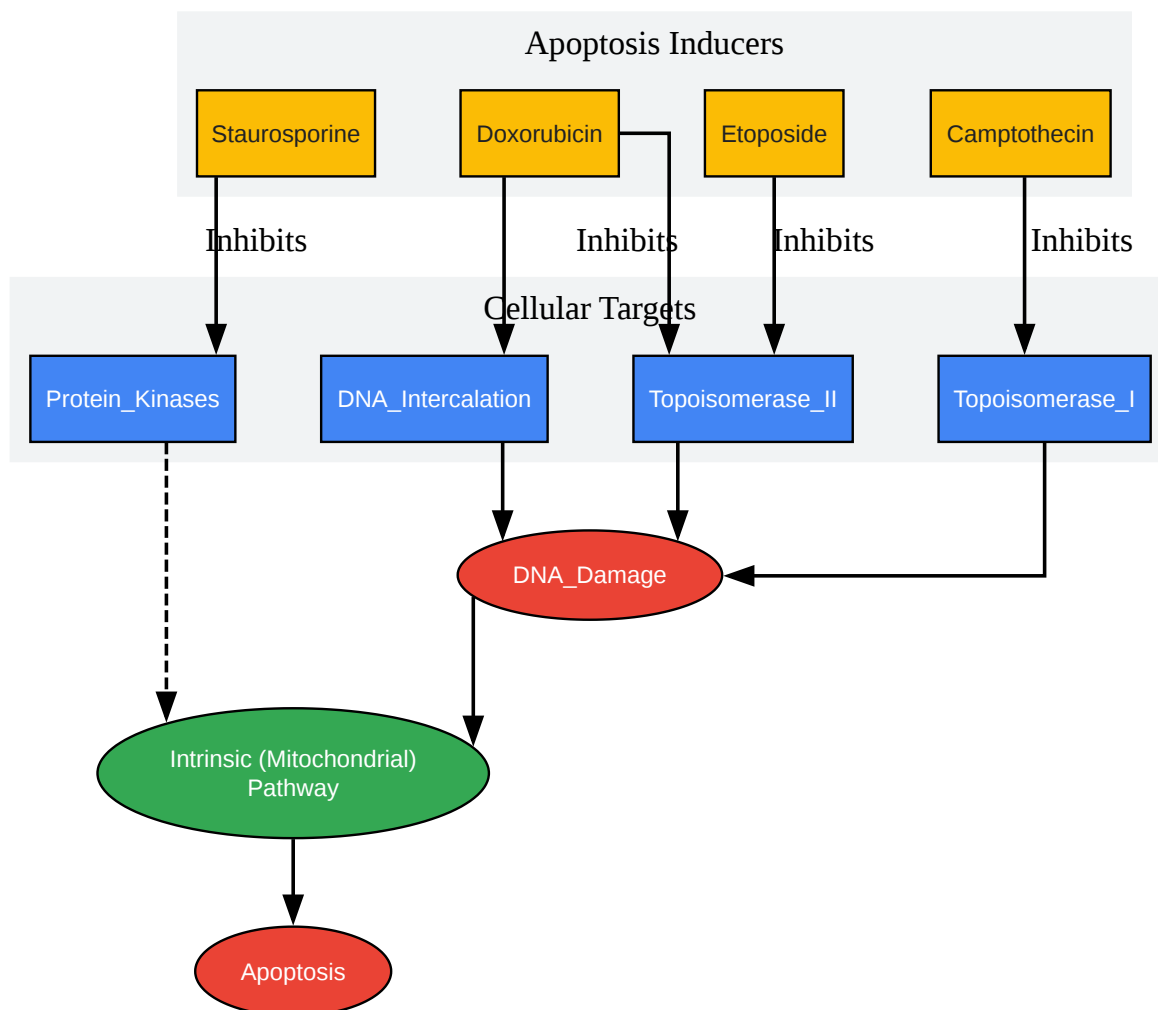 Apoptosis Inducers
Staurosporine
Doxorubicin
Etoposide
Camptothecin
Inhibits
Inhibits
Inhibits
Inhibits
Cellular Targets
Protein_Kinases
DNA_Intercalation
Topoisomerase_II
Topoisomerase_I
DNA_Damage
Intrinsic (Mitochondrial)
Pathway
Apoptosis